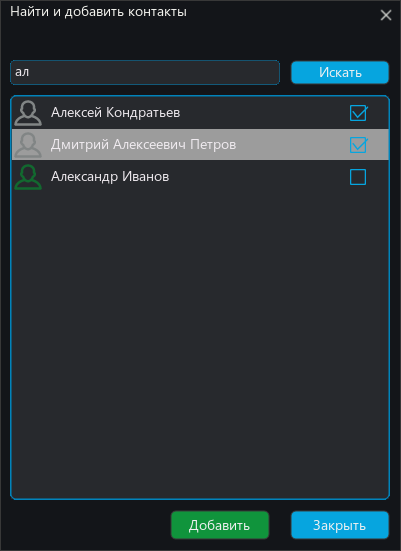 Найти и добавить контакты
ал
Искать
Алексей Кондратьев
Дмитрий Алексеевич Петров
Александр Иванов
Добавить
Закрыть